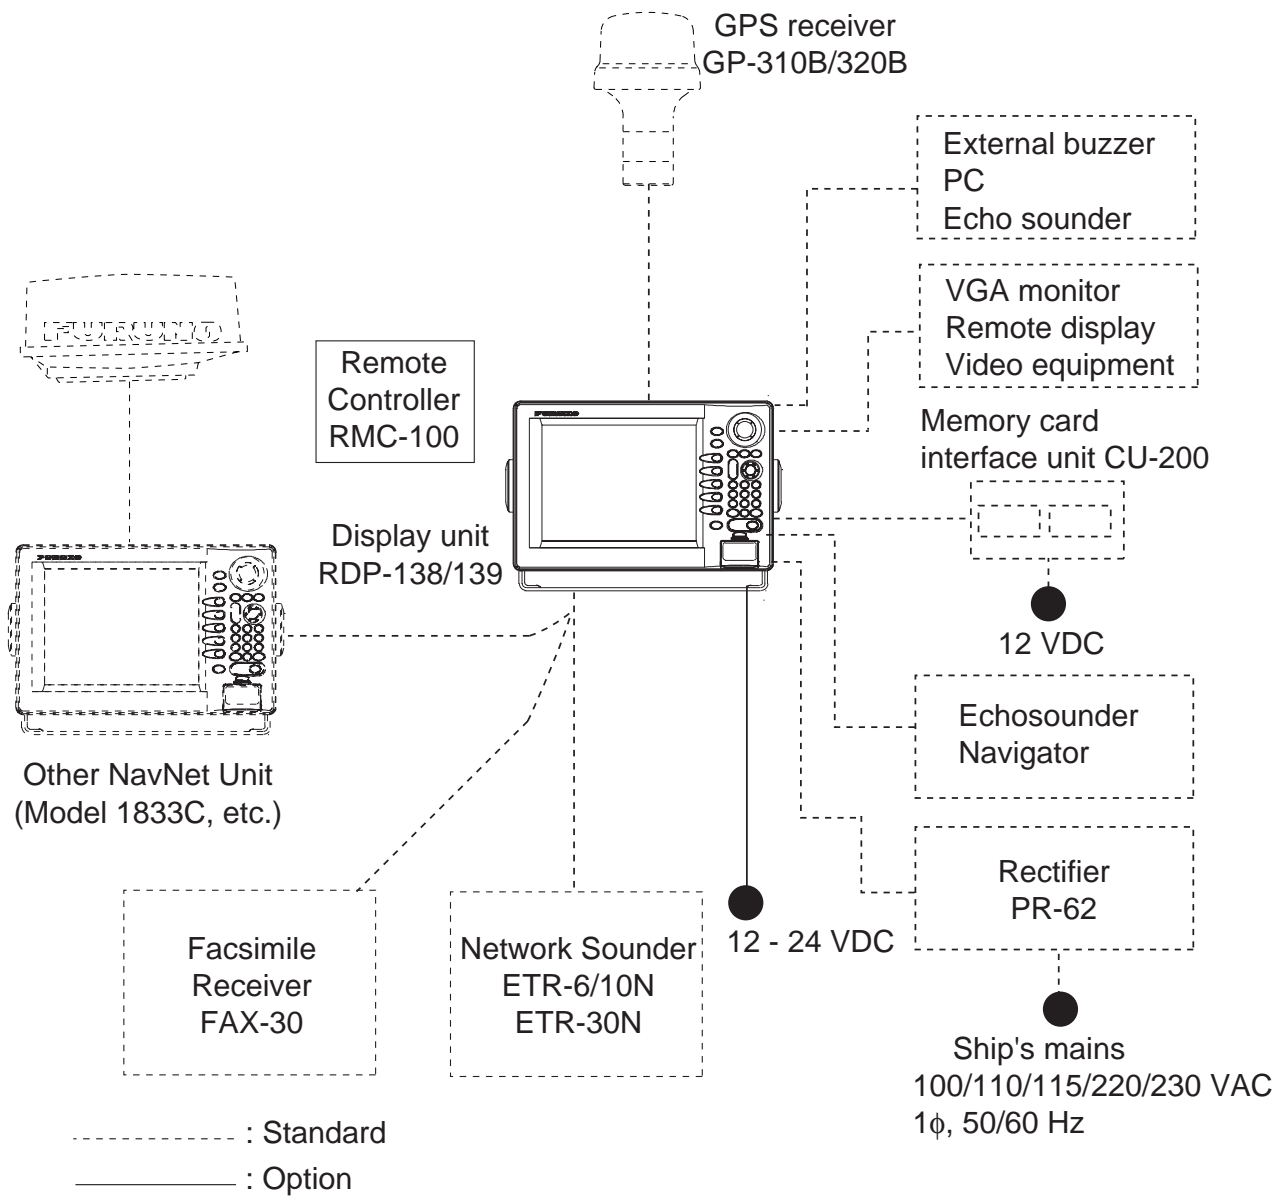 GPS receiver
GP-310B/320B
External buzzer
PC
Echo sounder
VGA monitor
Remote display
Video equipment
FURUNO
Remote
Controller
RMC-100
FURUNO
Memory card
interface unit CU-200
Display unit
RDP-138/139
FURUNO
12 VDC
Echosounder
Navigator
Other NavNet Unit
(Model 1833C, etc.)
Rectifier
PR-62
12 - 24 VDC
Facsimile
Receiver
FAX-30
Network Sounder
ETR-6/10N
ETR-30N
Ship's mains
100/110/115/220/230 VAC
1ϕ, 50/60 Hz
: Standard
: Option